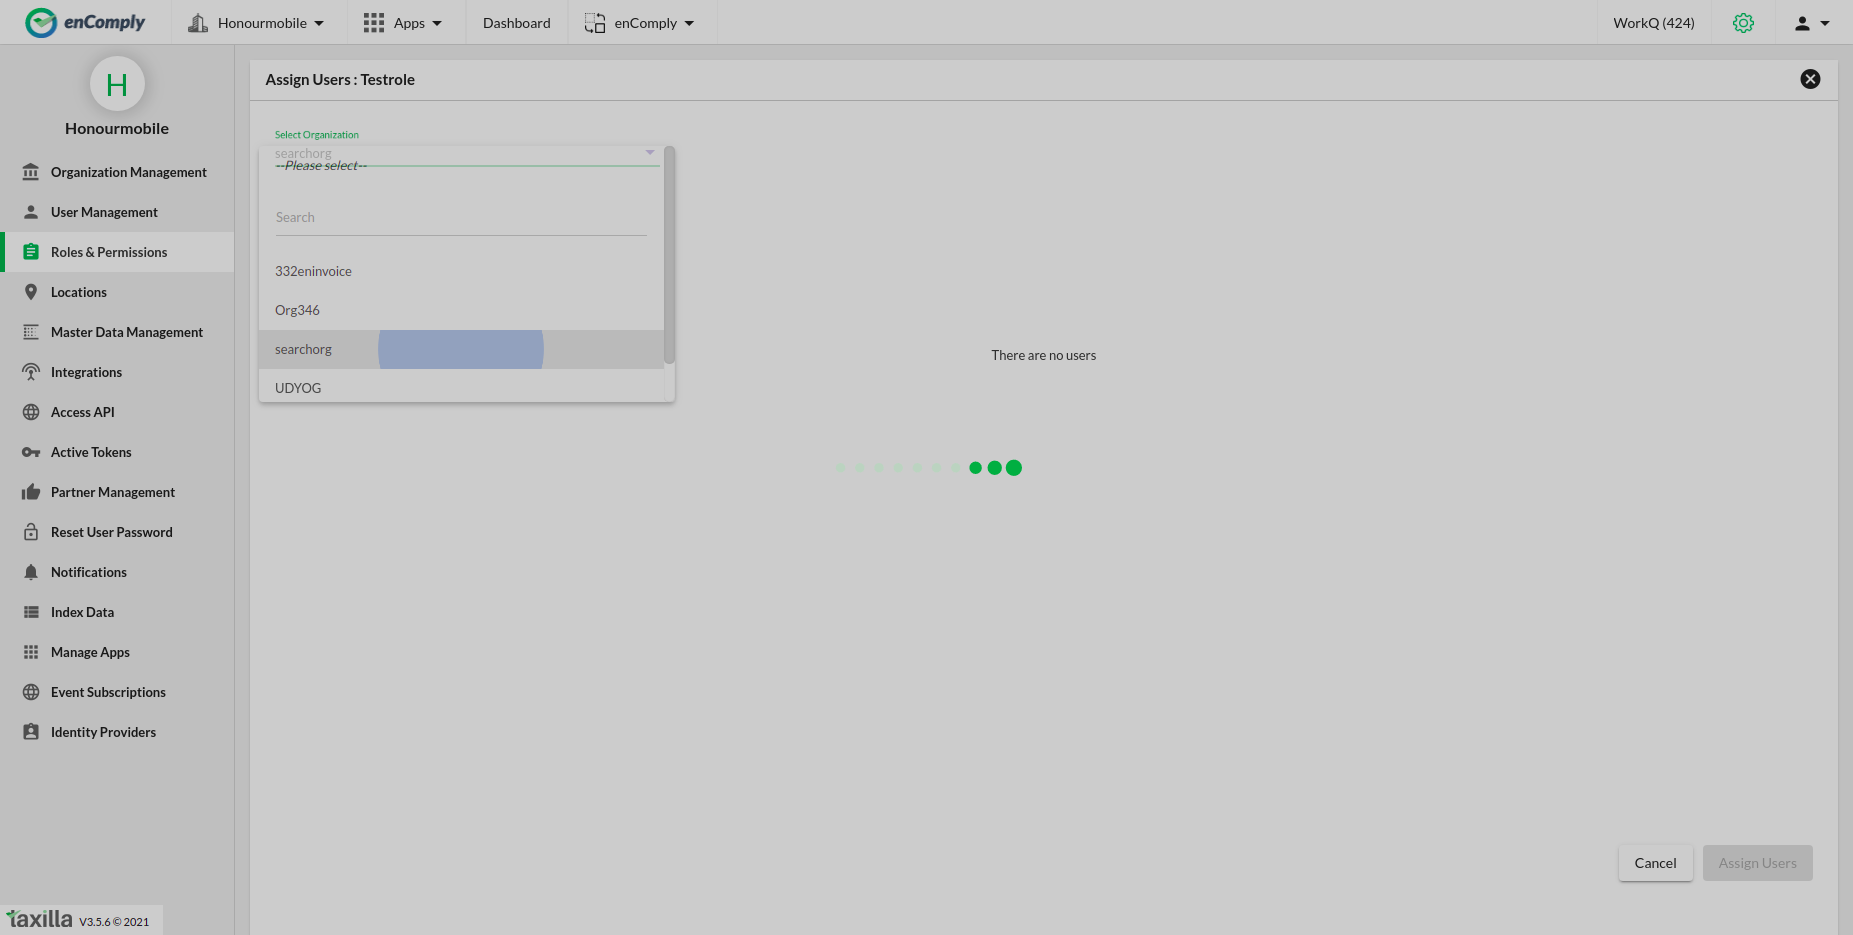 enComply
Honourmobile
Apps
Dashboard
enComply
WorkQ (424)
H
Honourmobile
Organization Management
User Management
Roles & Permissions
Locations
Master Data Management
Integrations
Access API
Active Tokens
Partner Management
Reset User Password
Notifications
Index Data
Manage Apps
Event Subscriptions
Identity Providers
taxilla V3.5.6 © 2021
Assign Users : Testrole
Select Organization
searchorg
--Please select--
Search
332eninvoice
Org346
searchorg
UDYOG
There are no users
Cancel
Assign Users